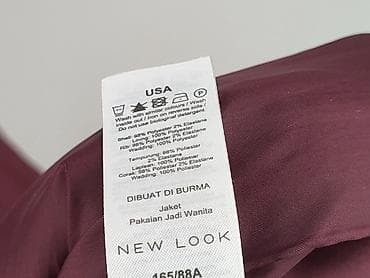 USA
Wash with similar colours / Wash
inside out / Iron inside out
Do not use biological detergent
Shell: 98% Polyester 2% Elastane
Lining: 100% Polyester
Rib: 98% Polyester 2% Elastane
Wadding: 100% Polyester
Tempurung: 98% Poliester
2% Elastane
Lapisan: 100% Poliester
Corak: 98% Poliester 2% Elastane
Wadding: 100% Poliester
DIBUAT DI BURMA
Jaket
Pakaian Jadi Wanita
NEW LOOK
165/88A